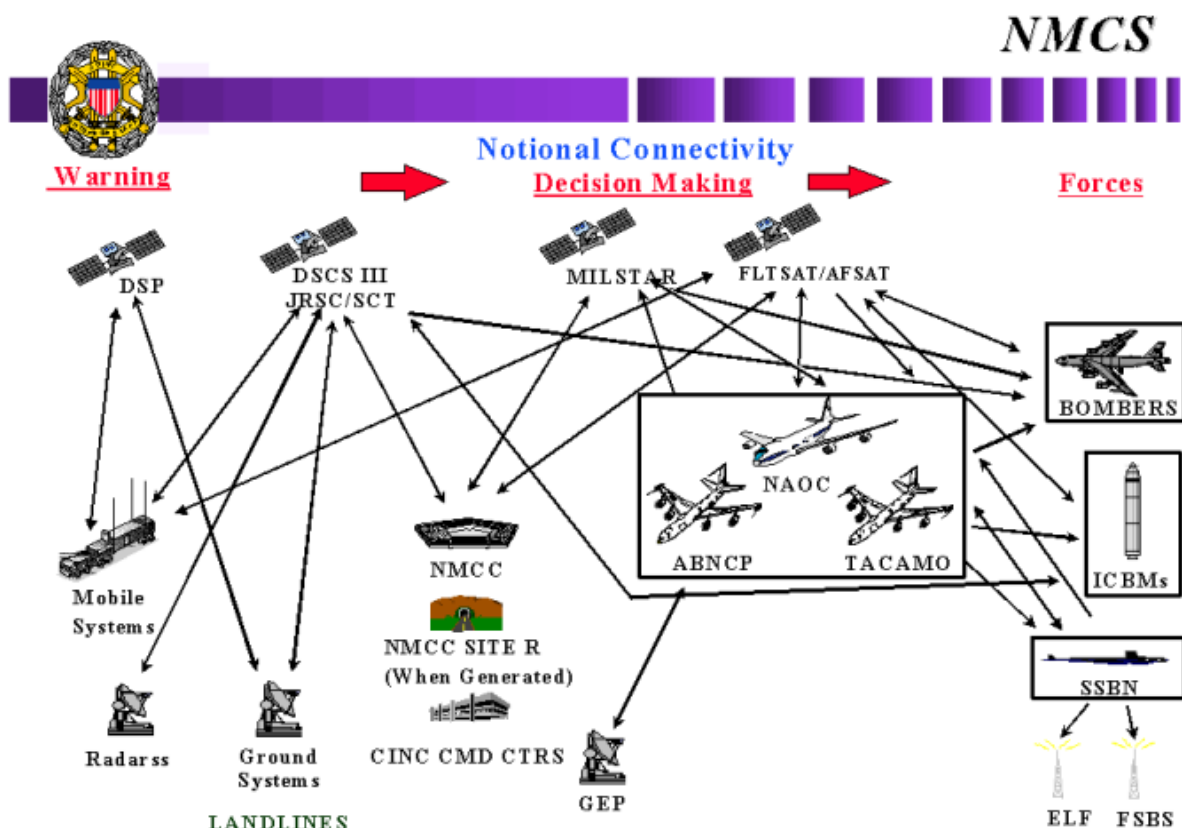 NMCS
Notional Connectivity
Warning
Decision Making
Forces
DSP
DSCS III
JRSC/SCT
MILSTAR
FLTSAT/AFSAT
BOMBERS
NAOC
ABNCP
TACAMO
ICBMs
NMCC
Mobile
Systems
NMCC SITE R
(When Generated)
SSBN
Radarss
Ground
Systems
CINC CMD CTRS
GEP
ELF
FSBS
LANDLINES